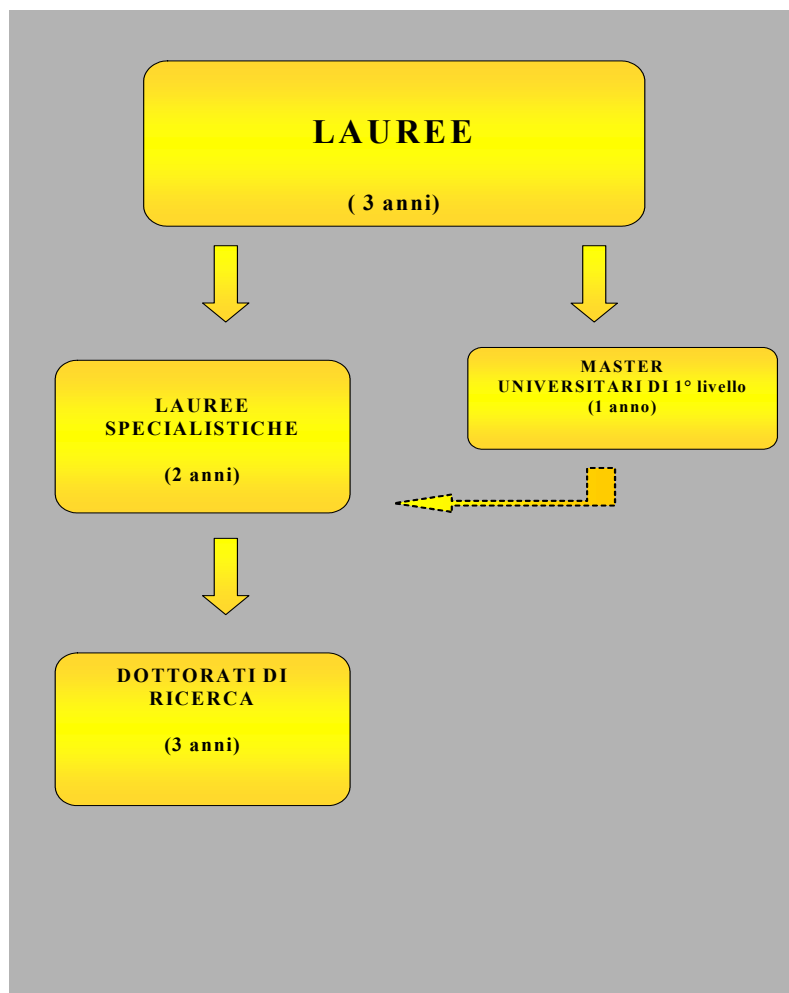 LAUREE
( 3 anni)
LAUREE
SPECIALISTICHE
(2 anni)
MASTER
UNIVERSITARI DI 1° livello
(1 anno)
DOTTORATI DI
RICERCA
(3 anni)